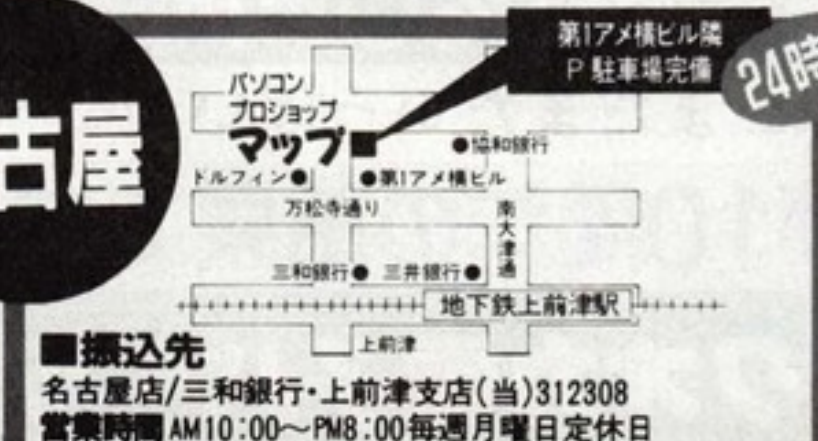 第1アメ横ビル隣
P 駐車場完備
24時
古屋
パソコン
プロショップ
マップ
●協和銀行
ドルフィン●
●第1アメ横ビル
万松寺通り
南大津通
三和銀行●
三井銀行●
地下鉄上前津駅
上前津
■振込先
名古屋店/三和銀行・上前津支店(当)312308
営業時間 AM10:00〜PM8:00毎週月曜日定休日